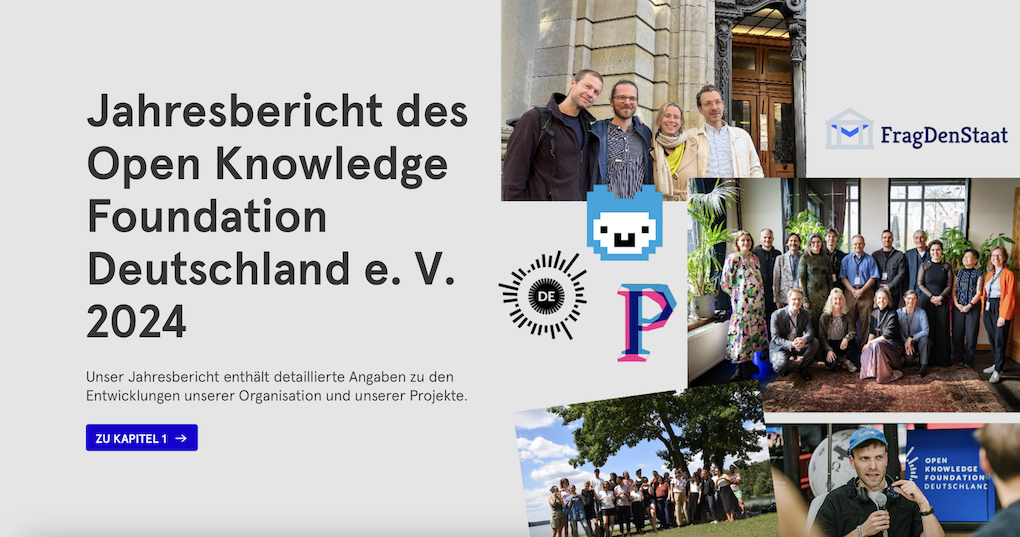 Jahresbericht des
Open Knowledge
Foundation
Deutschland e. V.
2024
Unser Jahresbericht enthält detaillierte Angaben zu den
Entwicklungen unserer Organisation und unserer Projekte.
ZU KAPITEL 1 →
FragDenStaat
DE
P
OPEN
KNOWLEDGE
FOUNDATION
DEUTSCHLAND